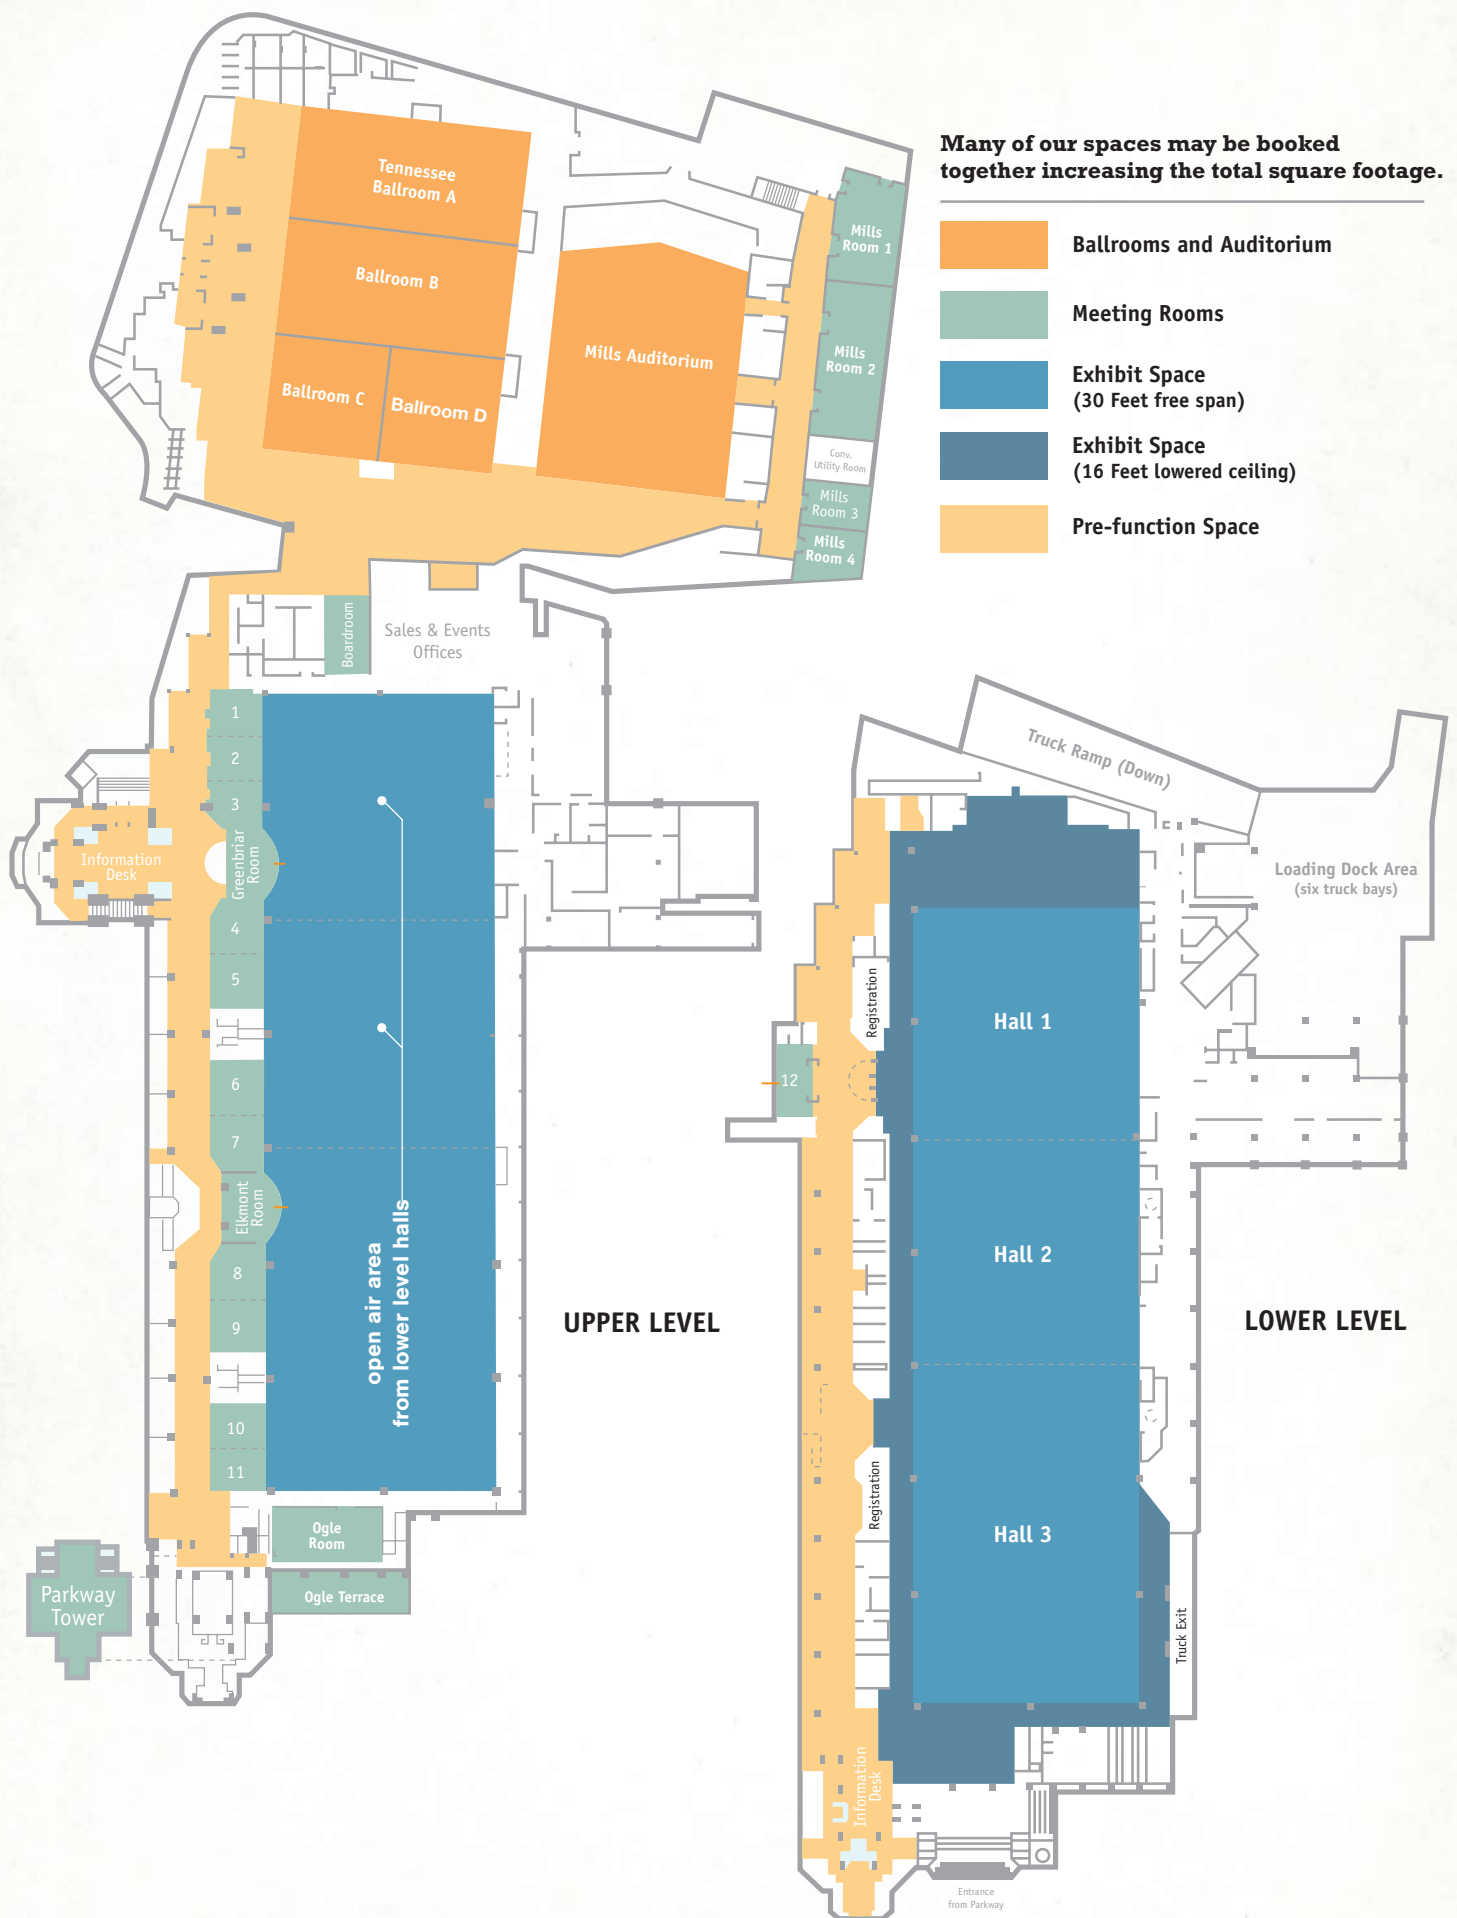 Many of our spaces may be booked
together increasing the total square footage.
Ballrooms and Auditorium
Meeting Rooms
Exhibit Space
(30 Feet free span)
Exhibit Space
(16 Feet lowered ceiling)
Pre-function Space
Tennessee
Ballroom A
Ballroom B
Ballroom C
Ballroom D
Mills Auditorium
Mills
Room 1
Mills
Room 2
Conv.
Utility Room
Mills
Room 3
Mills
Room 4
Boardroom
Sales & Events
Offices
1
2
3
Greenbriar
Room
Information
Desk
4
5
6
7
Elkmont
Room
8
9
10
11
open air area
from lower level halls
Ogle
Room
Ogle Terrace
Parkway
Tower
UPPER LEVEL
Truck Ramp (Down)
Loading Dock Area
(six truck bays)
Registration
Hall 1
12
Hall 2
Hall 3
Registration
Truck Exit
Information
Desk
Entrance
from Parkway
LOWER LEVEL